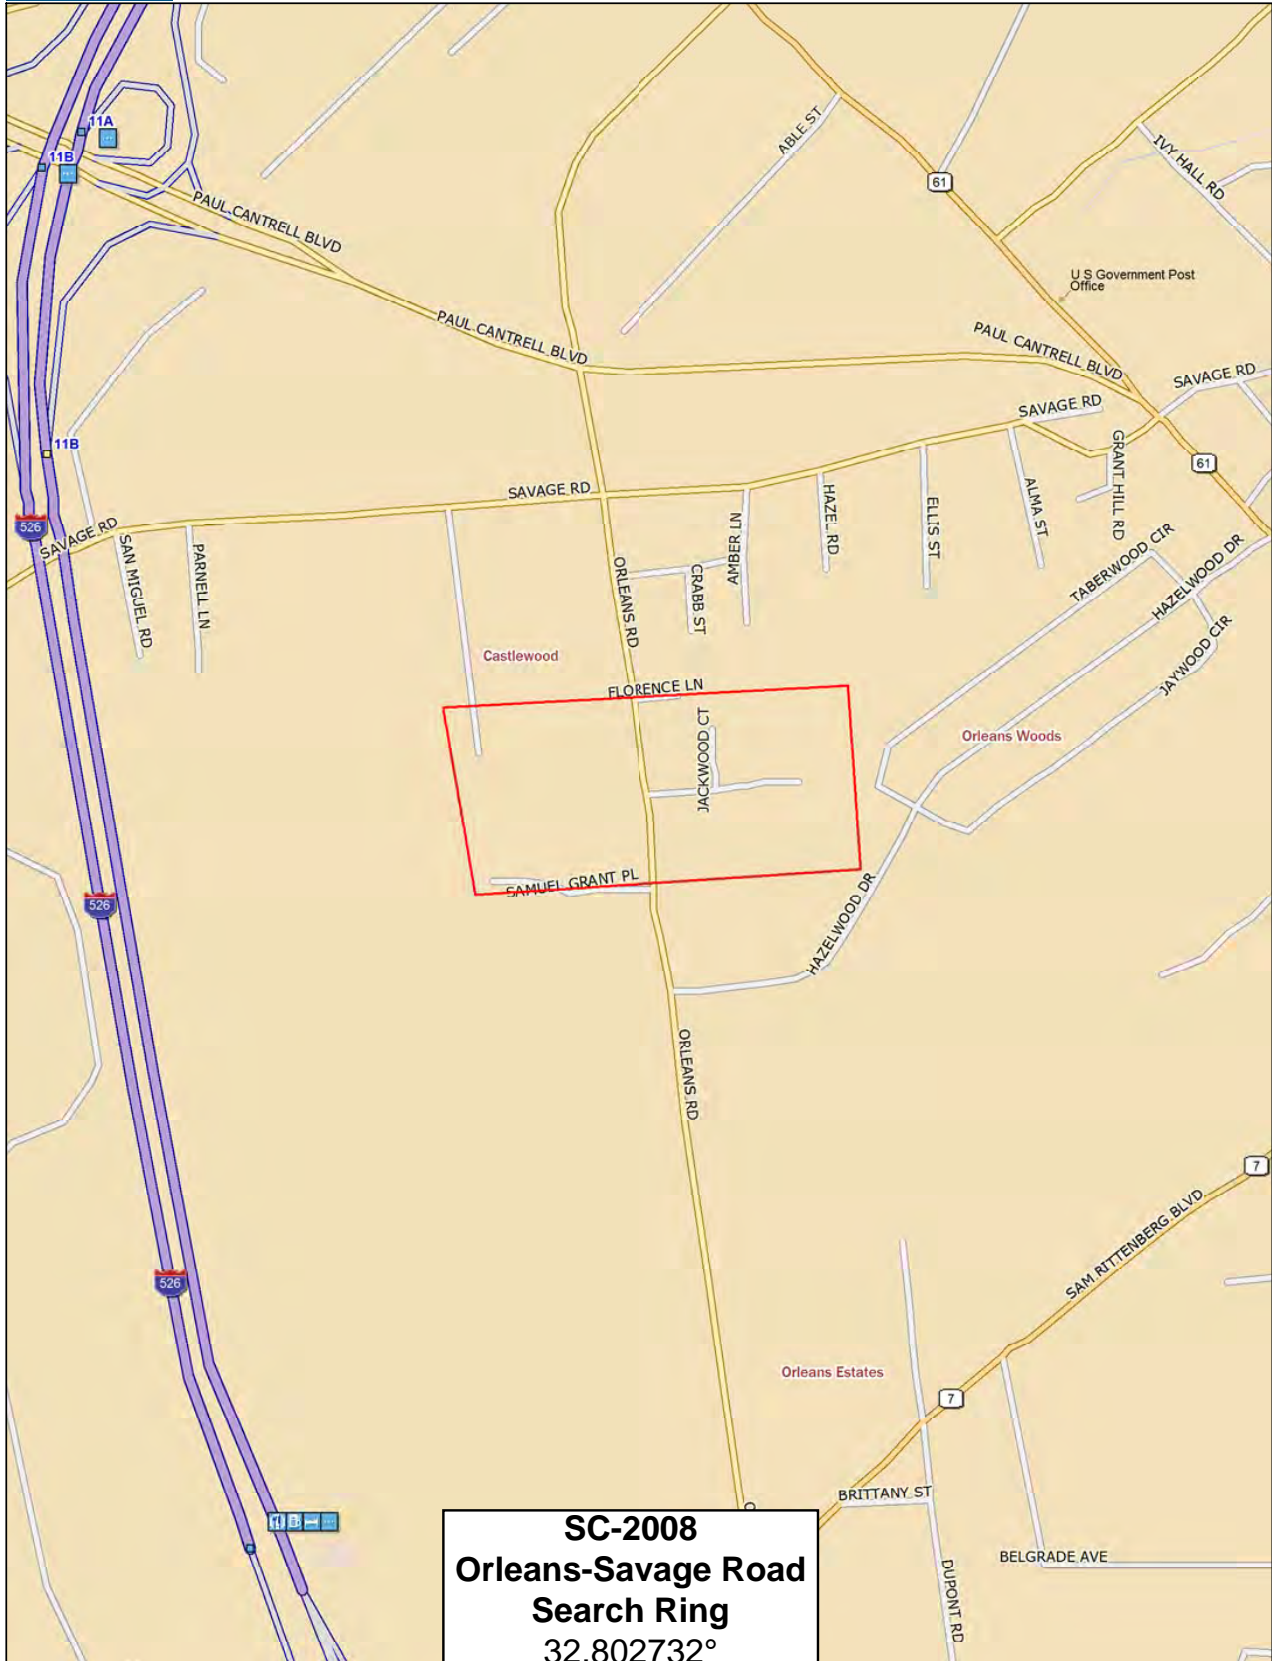 11A
11B
ABLE ST
IVY HALL RD
61
PAUL CANTRELL BLVD
U S Government Post
Office
PAUL CANTRELL BLVD
PAUL CANTRELL BLVD
SAVAGE RD
SAVAGE RD
11B
61
SAVAGE RD
GRANT HILL RD
HAZEL RD
ELLIS ST
ALMA ST
526
SAVAGE RD
SAN MIGUEL RD
PARNELL LN
AMBER LN
CRABB ST
ORLEANS RD
TABERWOOD CIR
HAZELWOOD DR
JAYWOOD CIR
Castlewood
FLORENCE LN
JACKWOOD CT
Orleans Woods
SAMUEL GRANT PL
526
HAZELWOOD DR
ORLEANS RD
7
SAM RITTENBERG BLVD
526
Orleans Estates
7
BRITTANY ST
BELGRADE AVE
DUPONT RD
SC-2008
Orleans-Savage Road
Search Ring
32.802732°